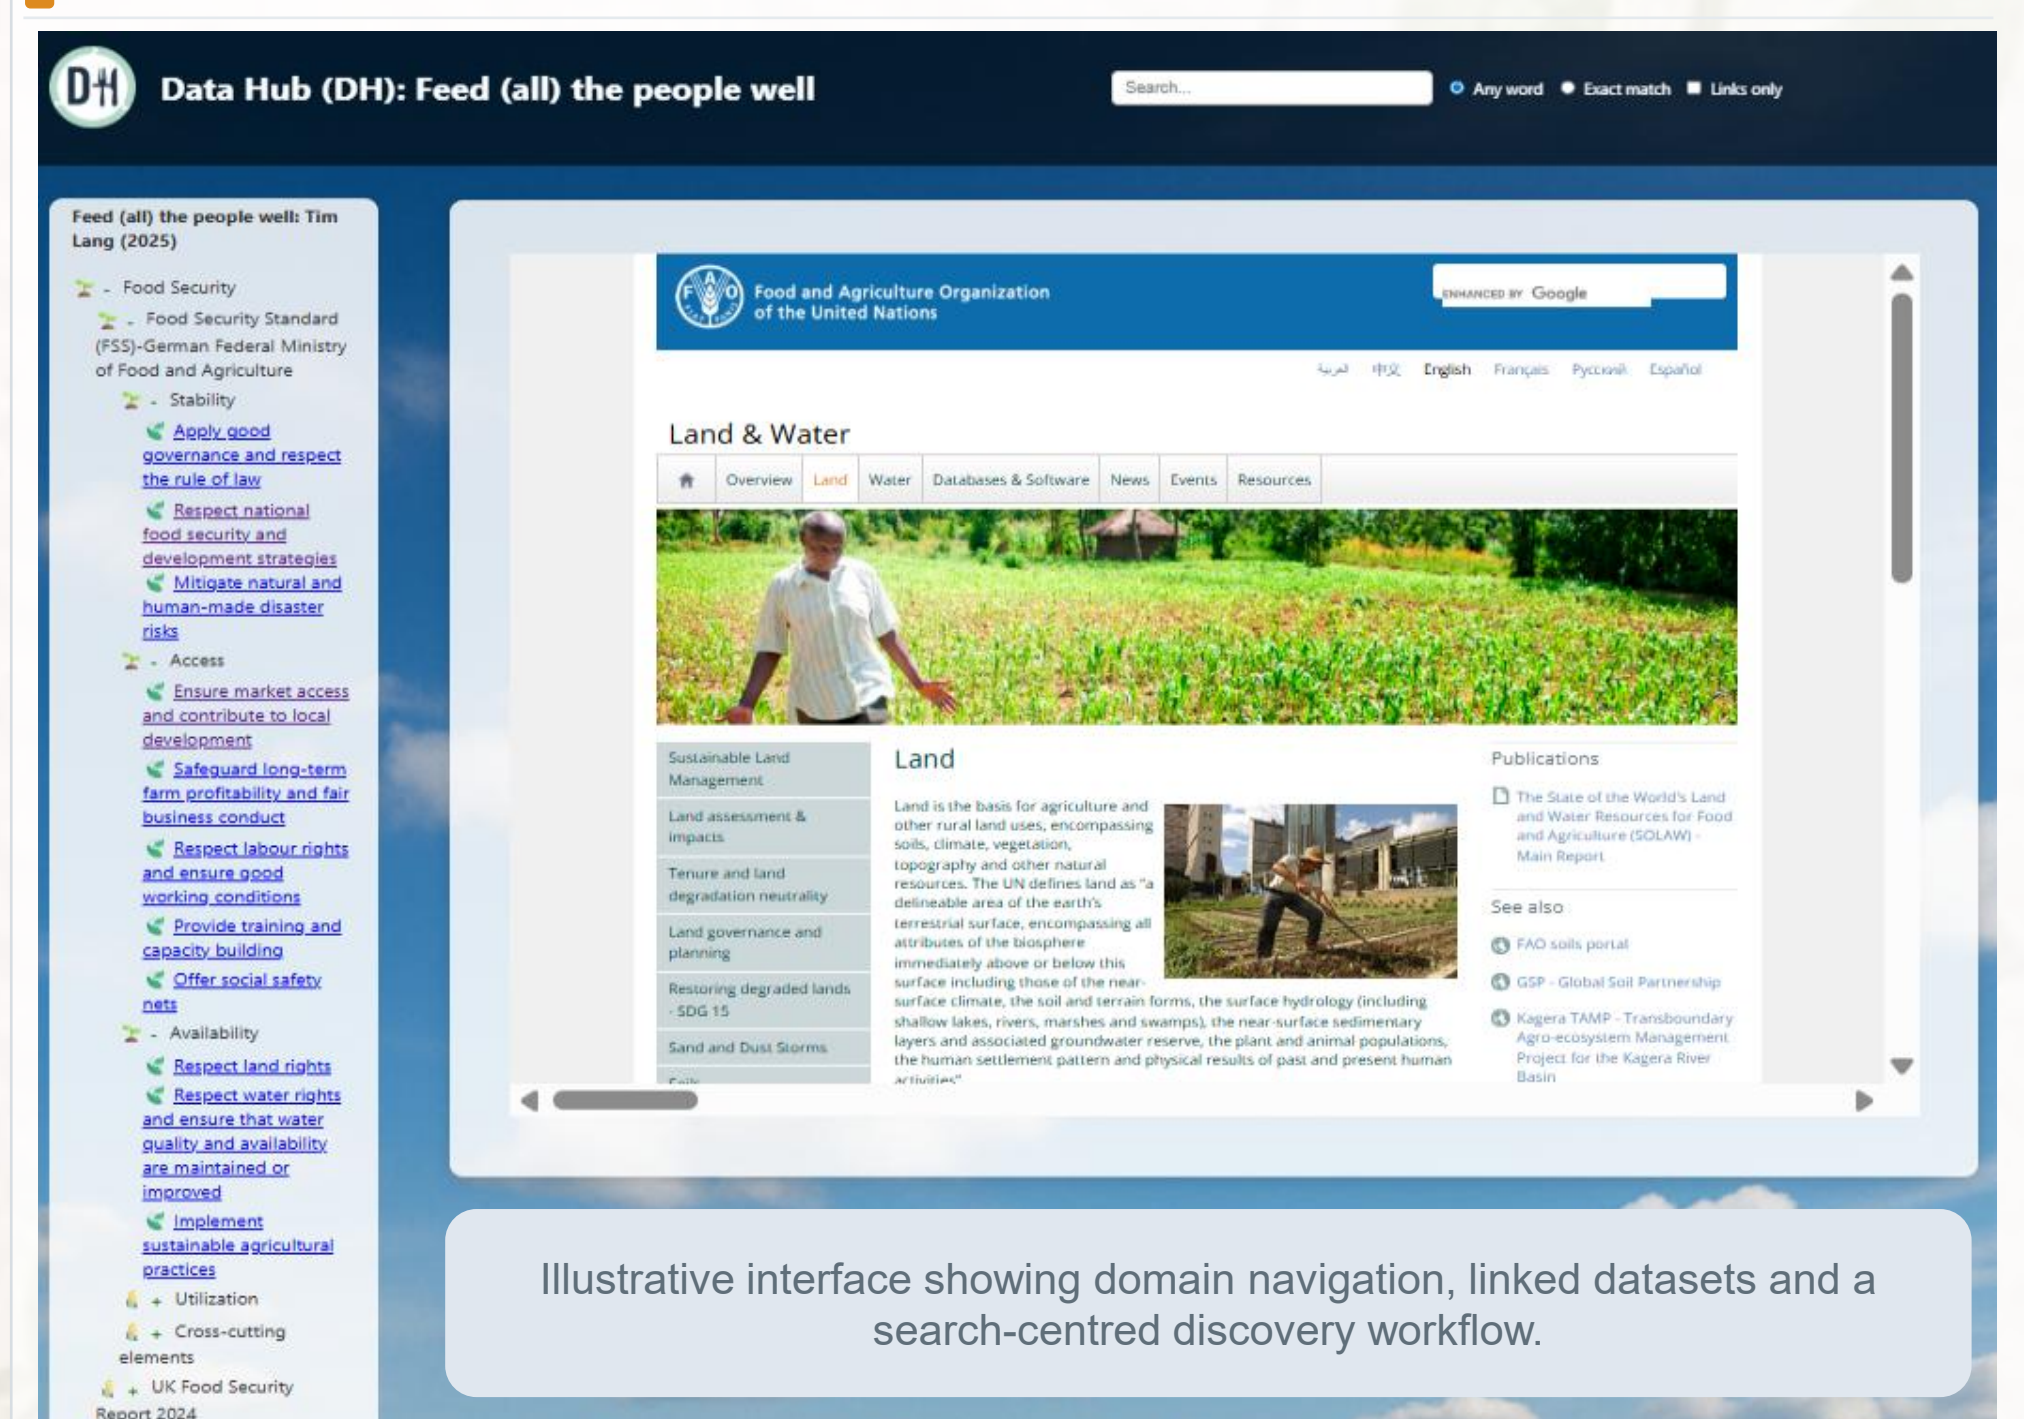 DH
Data Hub (DH): Feed (all) the people well
Search...
Any word
Exact match
Links only
Feed (all) the people well: Tim
Lang (2025)
- Food Security
- Food Security Standard
(FSS)-German Federal Ministry
of Food and Agriculture
- Stability
Apply good
governance and respect
the rule of law
Respect national
food security and
development strategies
Mitigate natural and
human-made disaster
risks
- Access
Ensure market access
and contribute to local
development
Safeguard long-term
farm profitability and fair
business conduct
Respect labour rights
and ensure good
working conditions
Provide training and
capacity building
Offer social safety
nets
- Availability
Respect land rights
Respect water rights
and ensure that water
quality and availability
are maintained or
improved
Implement
sustainable agricultural
practices
+ Utilization
+ Cross-cutting
elements
+ UK Food Security
Report 2024
FAO
Food and Agriculture Organization
of the United Nations
ENHANCED BY Google
العربية 中文 English Français Русский Español
Land & Water
Overview Land Water Databases & Software News Events Resources
Sustainable Land
Management
Land assessment &
impacts
Tenure and land
degradation neutrality
Land governance and
planning
Restoring degraded lands
- SDG 15
Sand and Dust Storms
Soils
Land
Land is the basis for agriculture and
other rural land uses, encompassing
soils, climate, vegetation,
topography and other natural
resources. The UN defines land as "a
delineable area of the earth's
terrestrial surface, encompassing all
attributes of the biosphere
immediately above or below this
surface including those of the near-
surface climate, the soil and terrain forms, the surface hydrology (including
shallow lakes, rivers, marshes and swamps), the near-surface sedimentary
layers and associated groundwater reserve, the plant and animal populations,
the human settlement pattern and physical results of past and present human
activities"
Publications
The State of the World's Land
and Water Resources for Food
and Agriculture (SOLAW) -
Main Report
See also
FAO soils portal
GSP - Global Soil Partnership
Kagera TAMP - Transboundary
Agro-ecosystem Management
Project for the Kagera River
Basin
Illustrative interface showing domain navigation, linked datasets and a
search-centred discovery workflow.